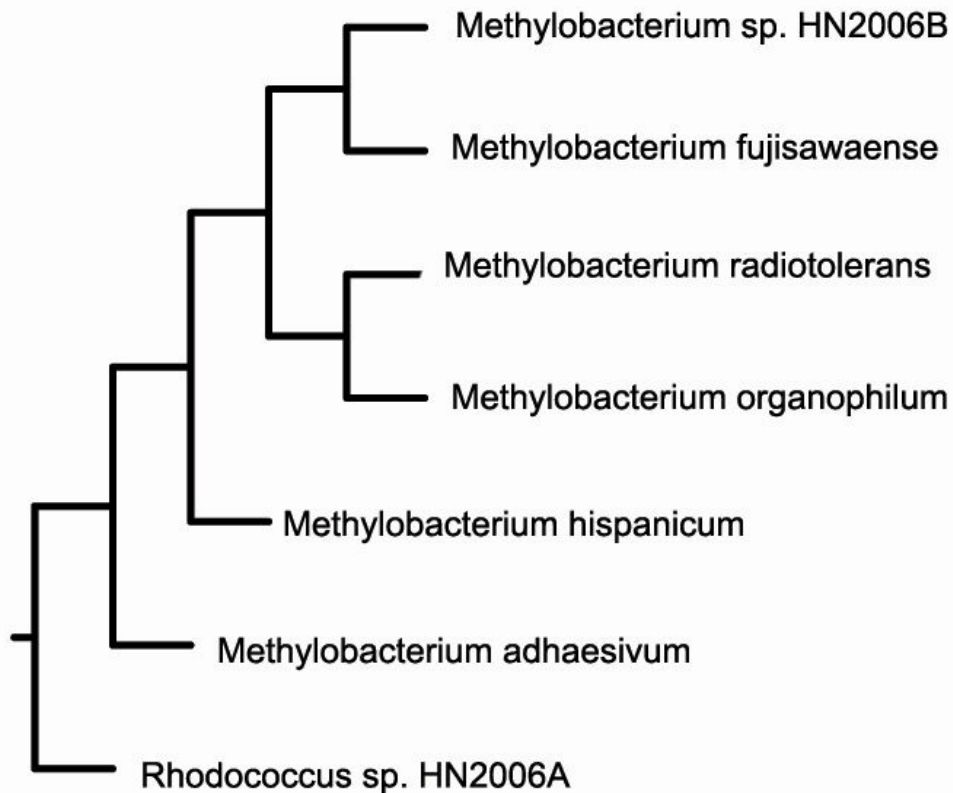 Methylobacterium sp. HN2006B
Methylobacterium fujisawaense
Methylobacterium radiotolerans
Methylobacterium organophilum
Methylobacterium hispanicum
Methylobacterium adhaesivum
Rhodococcus sp. HN2006A